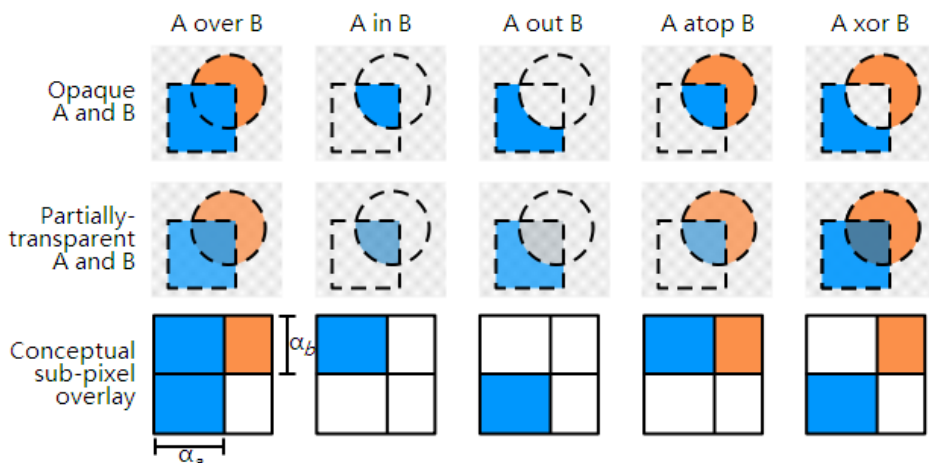 A over B
A in B
A out B
A atop B
A xor B
Opaque
A and B
Partially-
transparent
A and B
Conceptual
sub-pixel
overlay
αb
αa